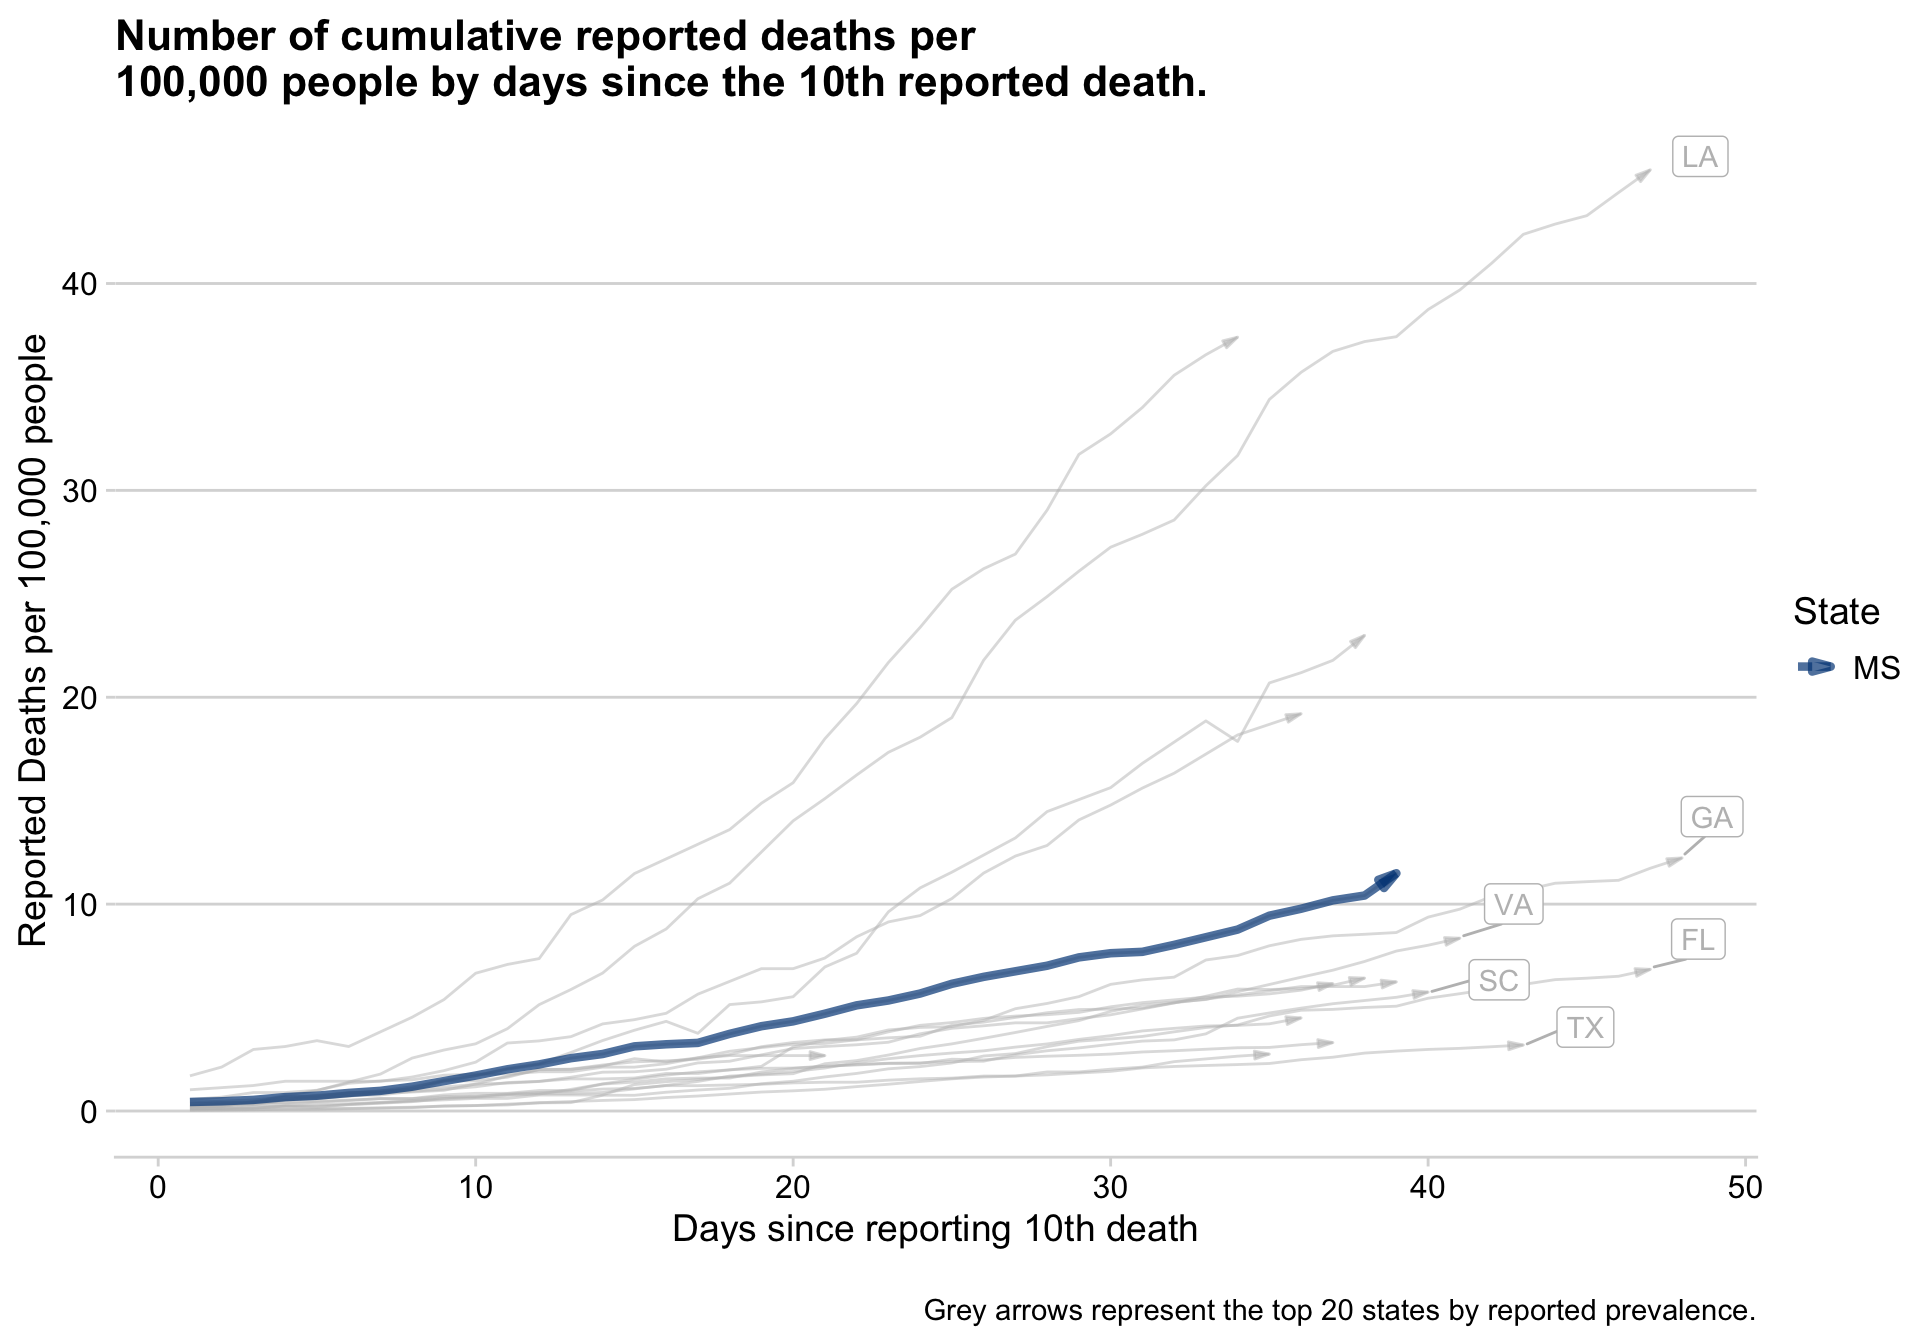 Number of cumulative reported deaths per
100,000 people by days since the 10th reported death.
Reported Deaths per 100,000 people
40
30
20
10
0
LA
GA
VA
FL
SC
TX
State
MS
0 10 20 30 40 50
Days since reporting 10th death
Grey arrows represent the top 20 states by reported prevalence.